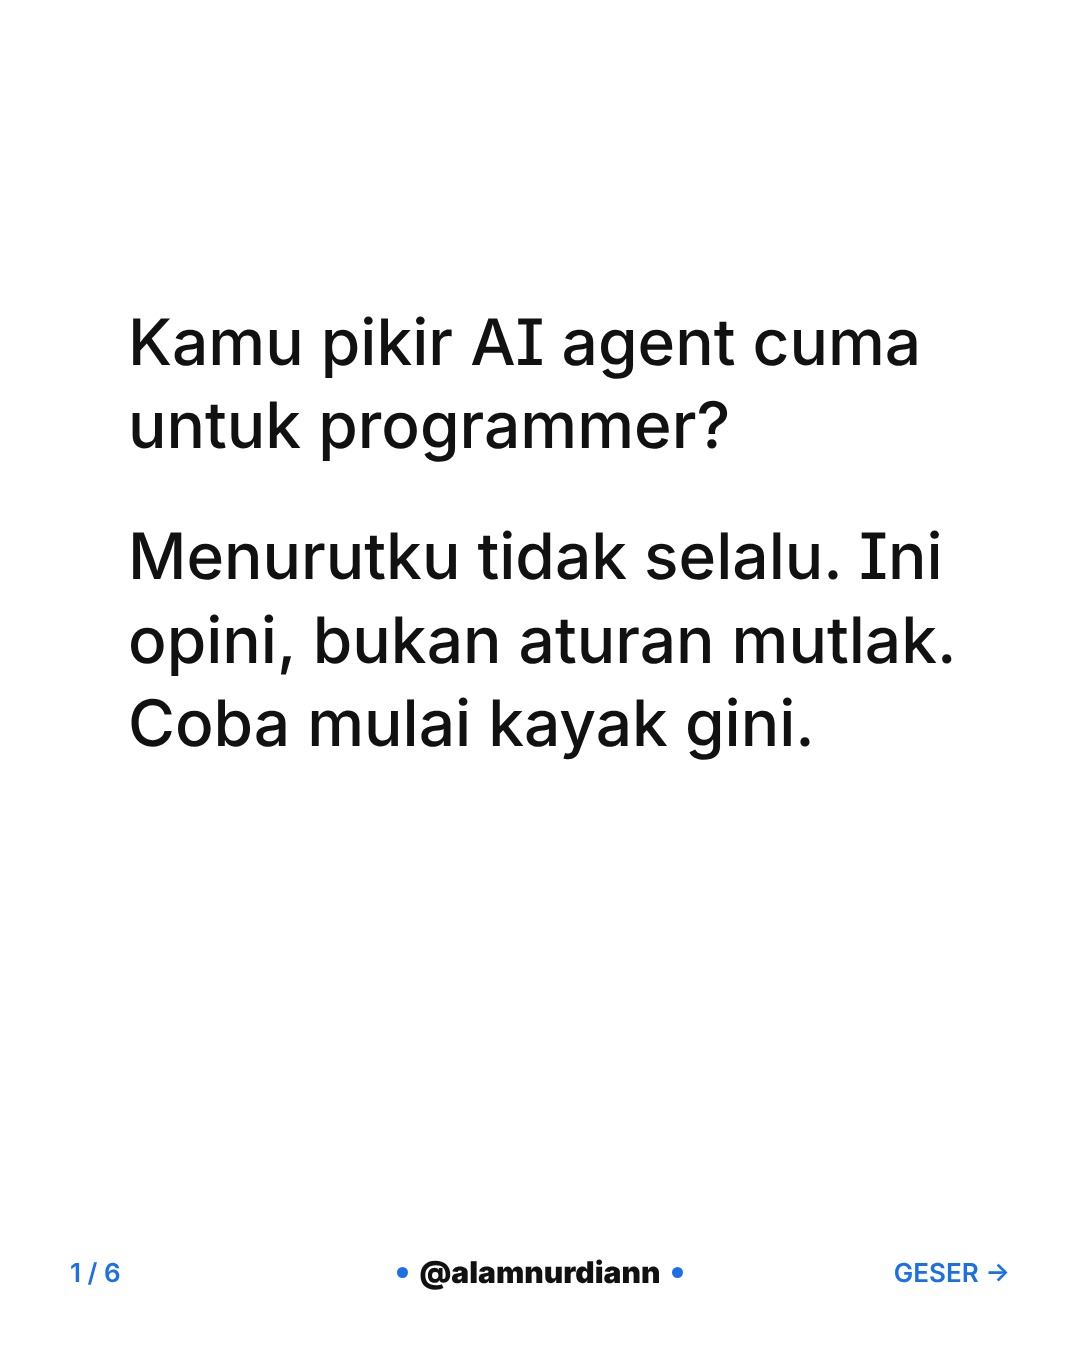 Kamu pikir AI agent cuma
untuk programmer?
Menurutku tidak selalu. Ini
opini, bukan aturan mutlak.
Coba mulai kayak gini.
1 / 6
• @alamnurdiann •
GESER →